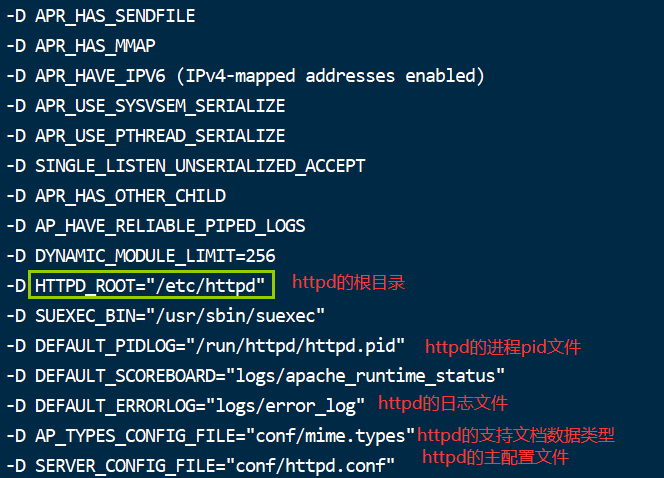 -D APR_HAS_SENDFILE
-D APR_HAS_MMAP
-D APR_HAVE_IPV6 (IPv4-mapped addresses enabled)
-D APR_USE_SYSVSEM_SERIALIZE
-D APR_USE_PTHREAD_SERIALIZE
-D SINGLE_LISTEN_UNSERIALIZED_ACCEPT
-D APR_HAS_OTHER_CHILD
-D AP_HAVE_RELIABLE_PIPED_LOGS
-D DYNAMIC_MODULE_LIMIT=256
-D HTTPD_ROOT="/etc/httpd" httpd的根目录
-D SUEXEC_BIN="/usr/sbin/suexec"
-D DEFAULT_PIDLOG="/run/httpd/httpd.pid" httpd的进程pid文件
-D DEFAULT_SCOREBOARD="logs/apache_runtime_status"
-D DEFAULT_ERRORLOG="logs/error_log" httpd的日志文件
-D AP_TYPES_CONFIG_FILE="conf/mime.types" httpd的支持文档数据类型
-D SERVER_CONFIG_FILE="conf/httpd.conf" httpd的主配置文件